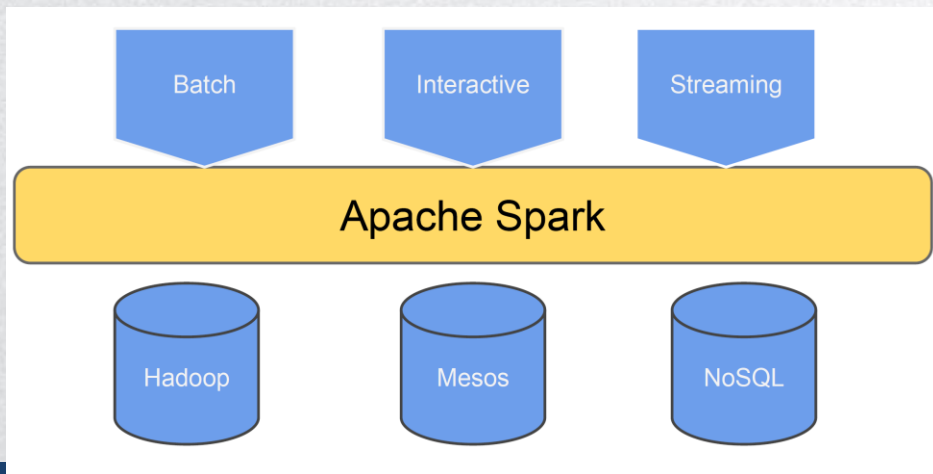 Batch
Interactive
Streaming
Apache Spark
Hadoop
Mesos
NoSQL